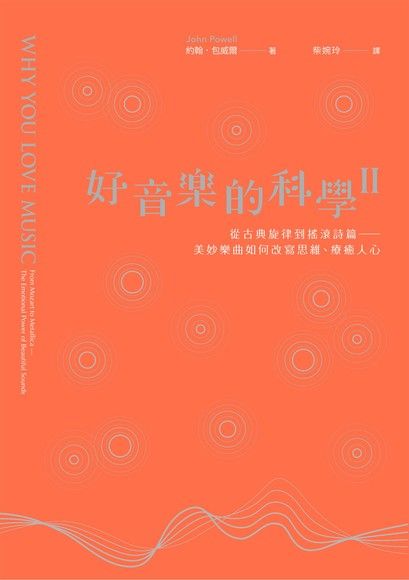 John Powell
約翰·包威爾 著 柴婉玲 譯
WHY YOU LOVE MUSIC
From Mozart to Metallica—
The Emotional Power of Beautiful Sounds
好音樂的科學II
從古典旋律到搖滾詩篇——
美妙樂曲如何改寫思維、療癒人心